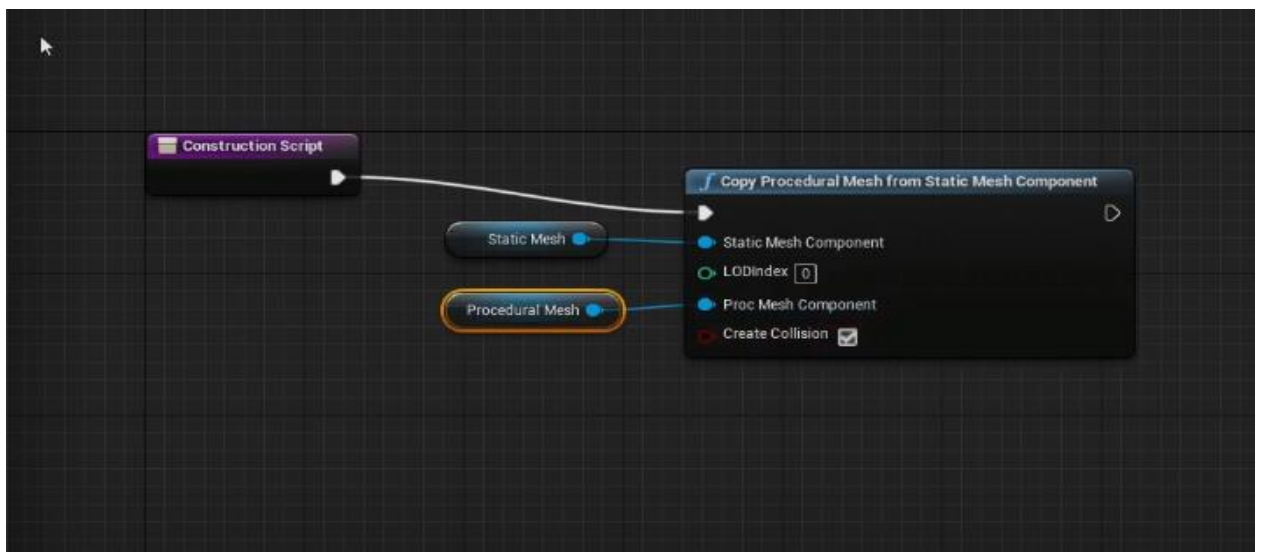 Construction Script
Copy Procedural Mesh from Static Mesh Component
Static Mesh
Static Mesh Component
LODIndex 0
Procedural Mesh
Proc Mesh Component
Create Collision